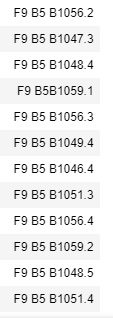 F9 B5 B1056.2
F9 B5 B1047.3
F9 B5 B1048.4
F9 B5B1059.1
F9 B5 B1056.3
F9 B5 B1049.4
F9 B5 B1046.4
F9 B5 B1051.3
F9 B5 B1056.4
F9 B5 B1059.2
F9 B5 B1048.5
F9 B5 B1051.4